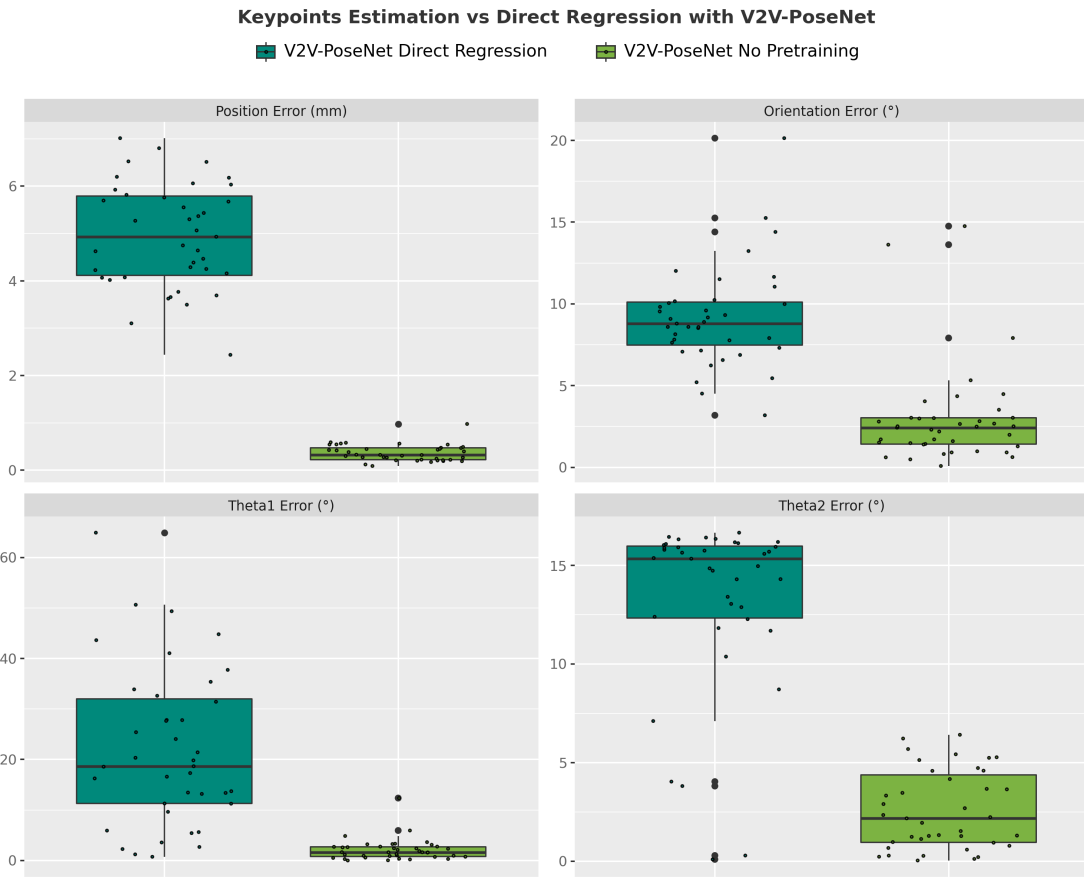 Keypoints Estimation vs Direct Regression with V2V-PoseNet
V2V-PoseNet Direct Regression
V2V-PoseNet No Pretraining
Position Error (mm)
6
4
2
0
Orientation Error (°)
20
15
10
5
0
Theta1 Error (°)
60
40
20
0
Theta2 Error (°)
15
10
5
0